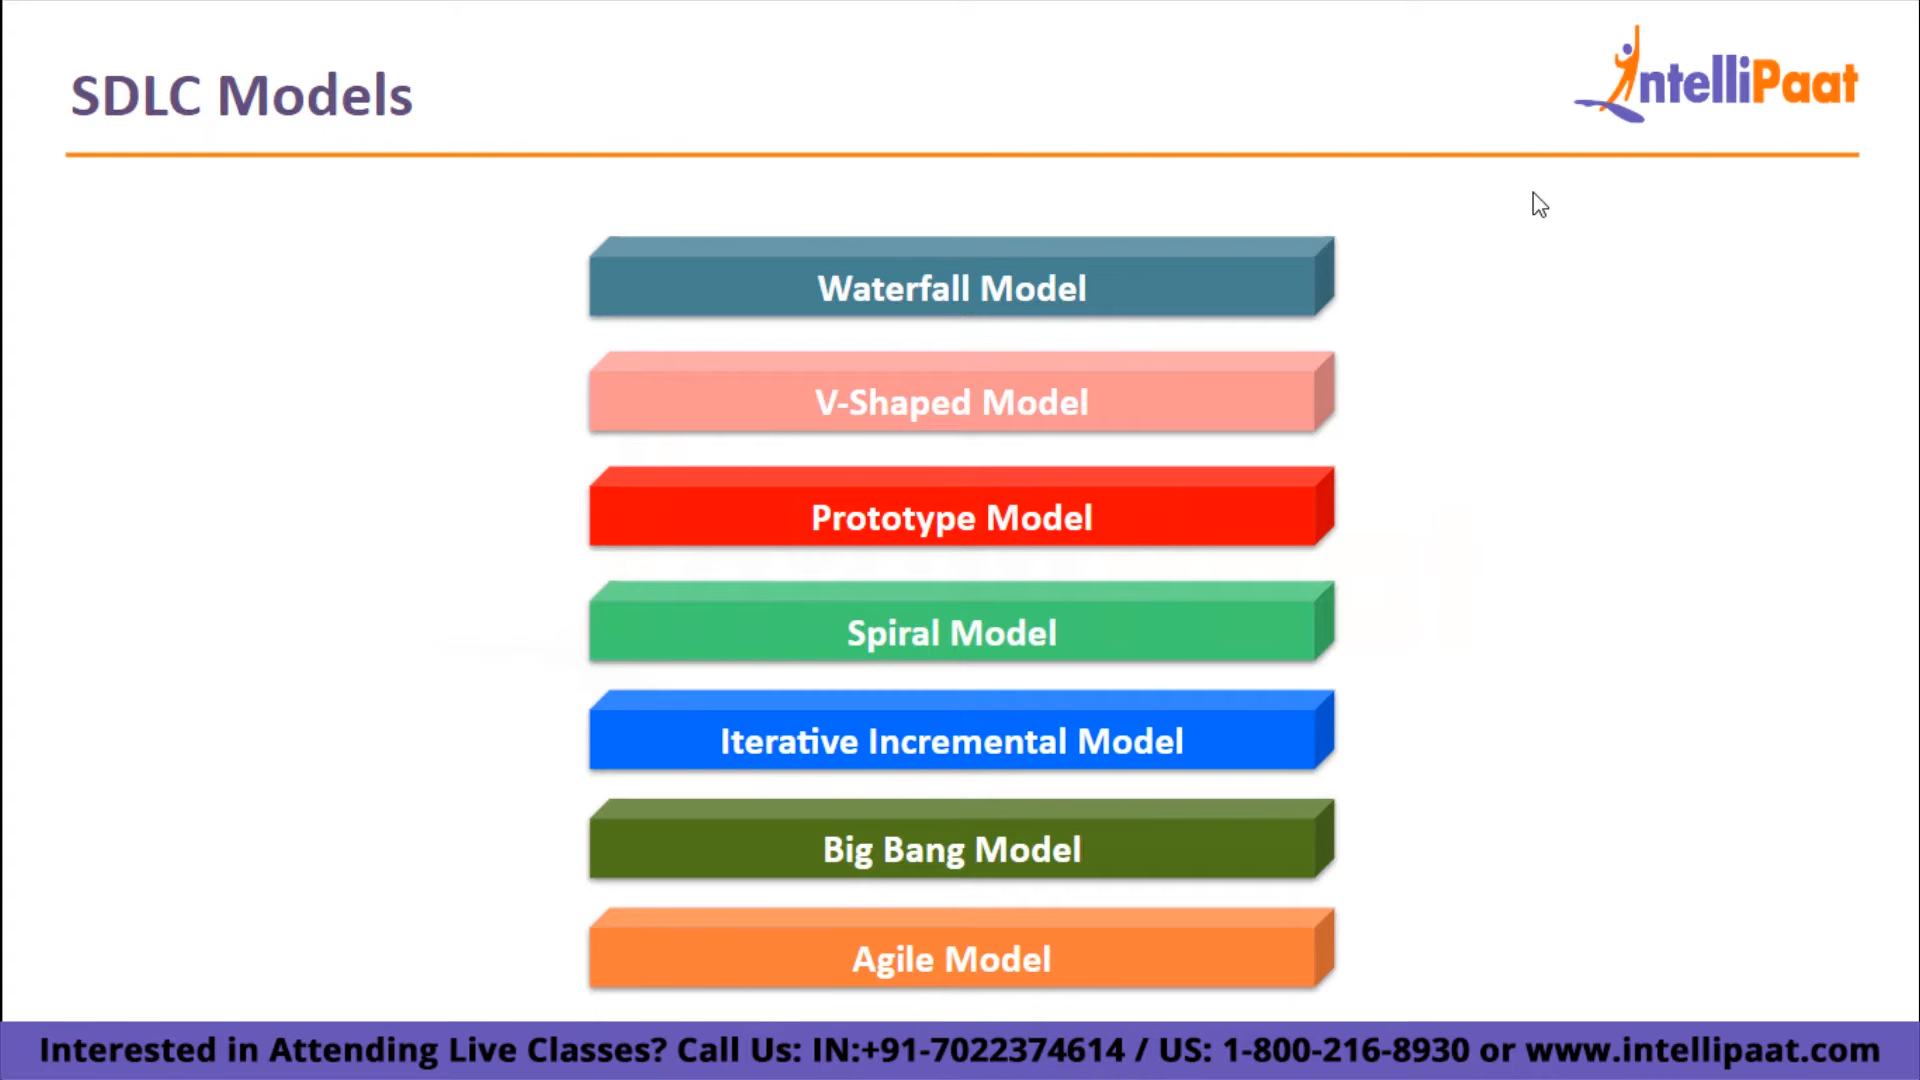 SDLC Models
IntelliPaat
Waterfall Model
V-Shaped Model
Prototype Model
Spiral Model
Iterative Incremental Model
Big Bang Model
Agile Model
Interested in Attending Live Classes? Call Us: IN:+91-7022374614 / US: 1-800-216-8930 or www.intellipaat.com